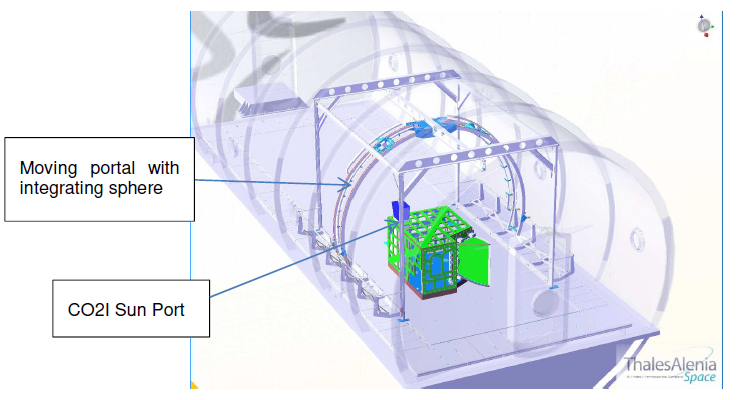 Moving portal with
integrating sphere
CO2I Sun Port
ThalesAlenia
Space